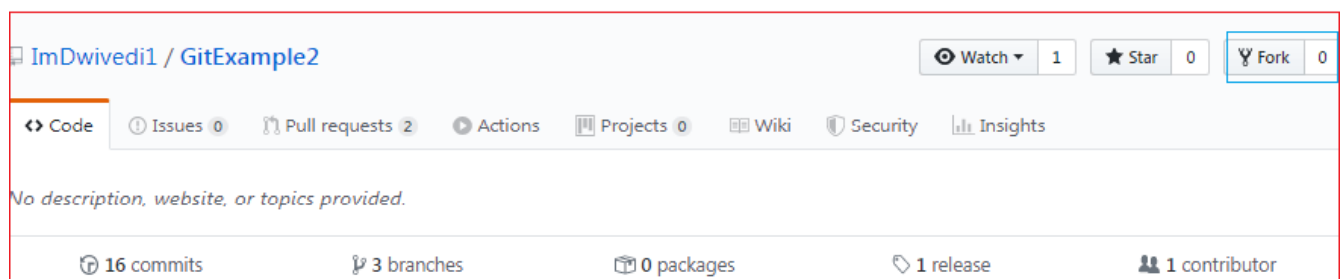 ImDwivedi1 / GitExample2 Watch 1 Star 0 Fork 0
Code Issues 0 Pull requests 2 Actions Projects 0 Wiki Security Insights
No description, website, or topics provided.
16 commits 3 branches 0 packages 1 release 1 contributor